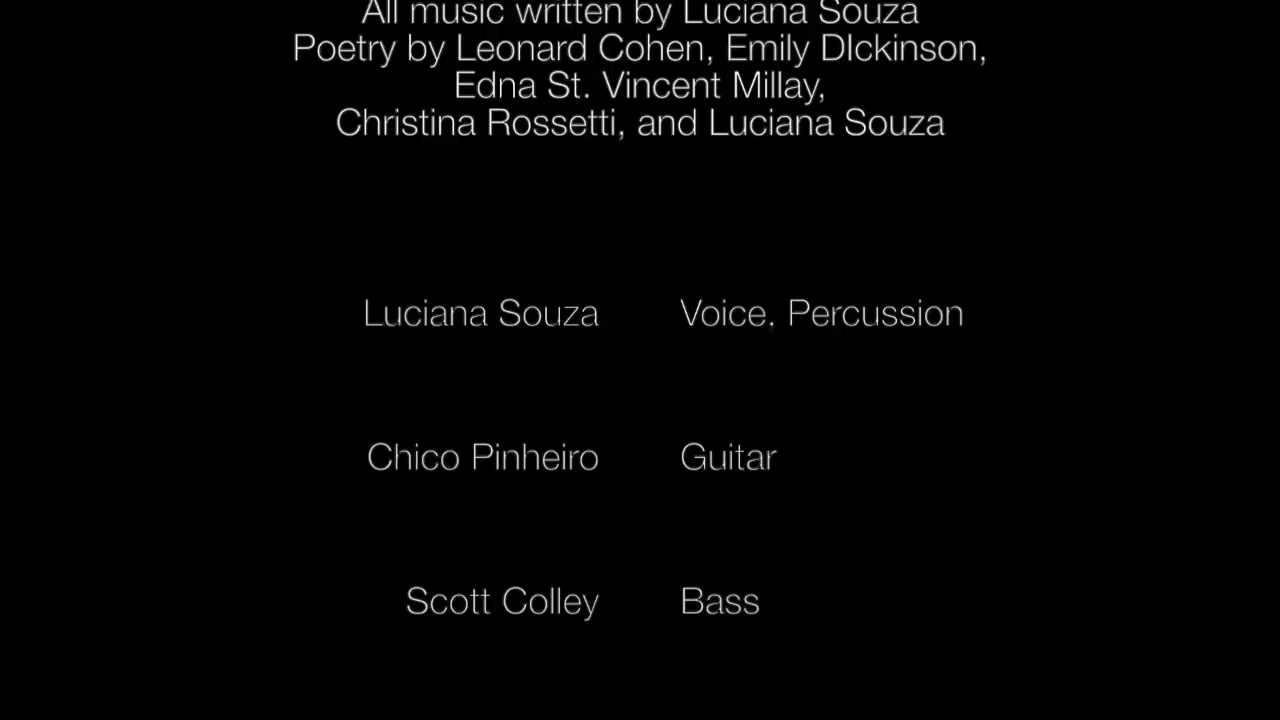 All music written by Luciana Souza
Poetry by Leonard Cohen, Emily DIckinson,
Edna St. Vincent Millay,
Christina Rossetti, and Luciana Souza
Luciana Souza Voice, Percussion
Chico Pinheiro Guitar
Scott Colley Bass